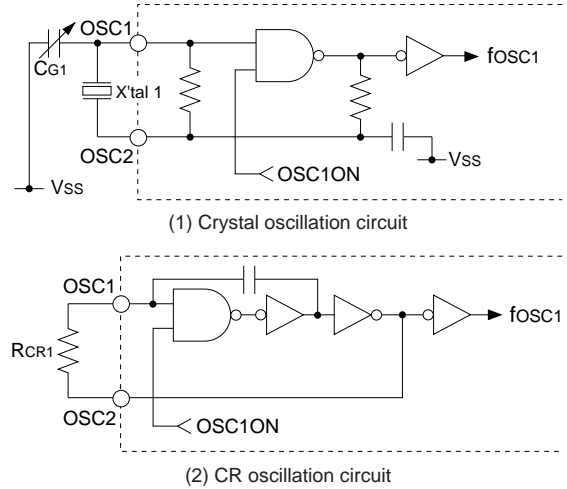 OSC1
CG1
X'tal 1
fOSC1
OSC2
OSC1ON
VSS
VSS
(1) Crystal oscillation circuit
OSC1
RCR1
fOSC1
OSC2
OSC1ON
(2) CR oscillation circuit